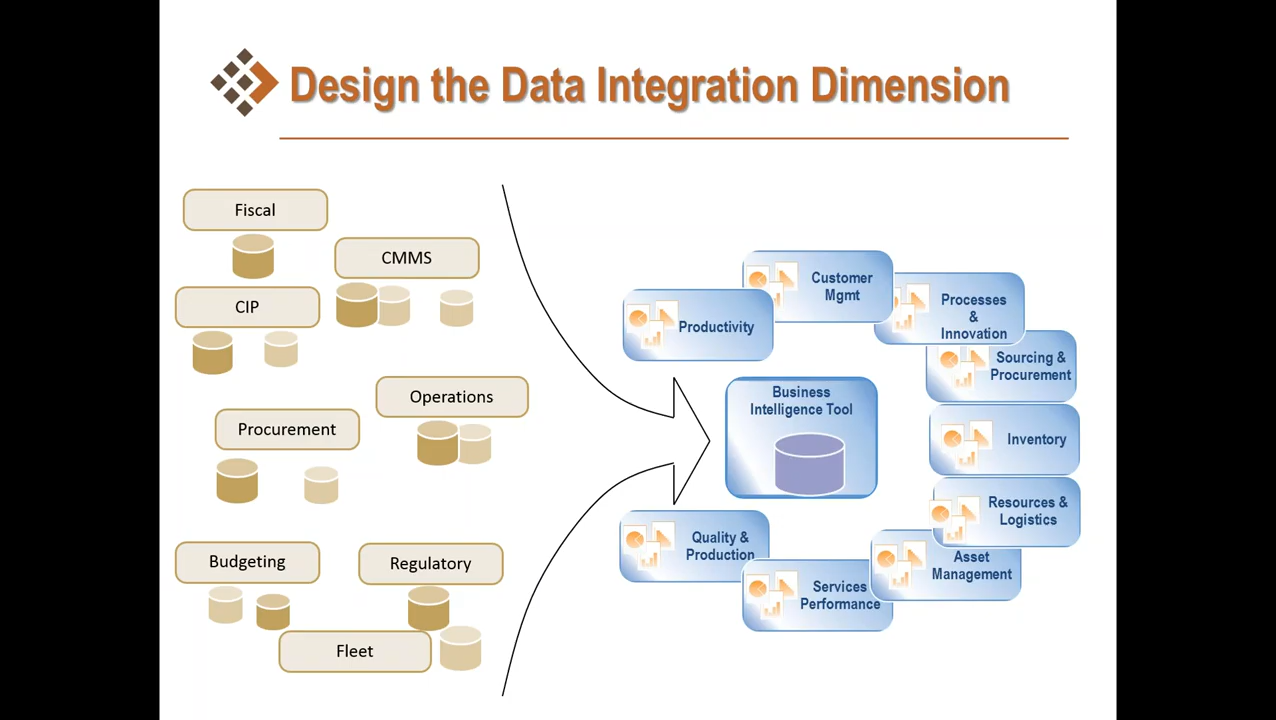 Design the Data Integration Dimension
Fiscal
CMMS
CIP
Operations
Procurement
Budgeting
Regulatory
Fleet
Customer
Mgmt
Productivity
Processes
&
Innovation
Sourcing &
Procurement
Business
Intelligence Tool
Inventory
Resources &
Logistics
Quality &
Production
Asset
Management
Services
Performance